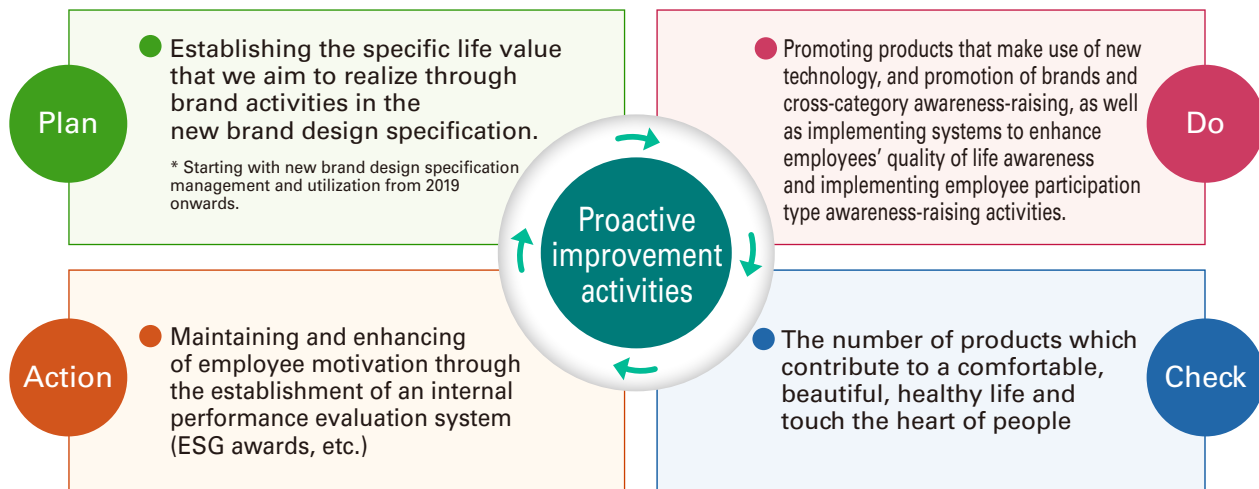 Plan
Establishing the specific life value
that we aim to realize through
brand activities in the
new brand design specification.
* Starting with new brand design specification
management and utilization from 2019
onwards.
Promoting products that make use of new
technology, and promotion of brands and
cross-category awareness-raising, as well
as implementing systems to enhance
employees’ quality of life awareness
and implementing employee participation
type awareness-raising activities.
Do
Proactive
improvement
activities
Action
Maintaining and enhancing
of employee motivation through
the establishment of an internal
performance evaluation system
(ESG awards, etc.)
The number of products which
contribute to a comfortable,
beautiful, healthy life and
touch the heart of people
Check